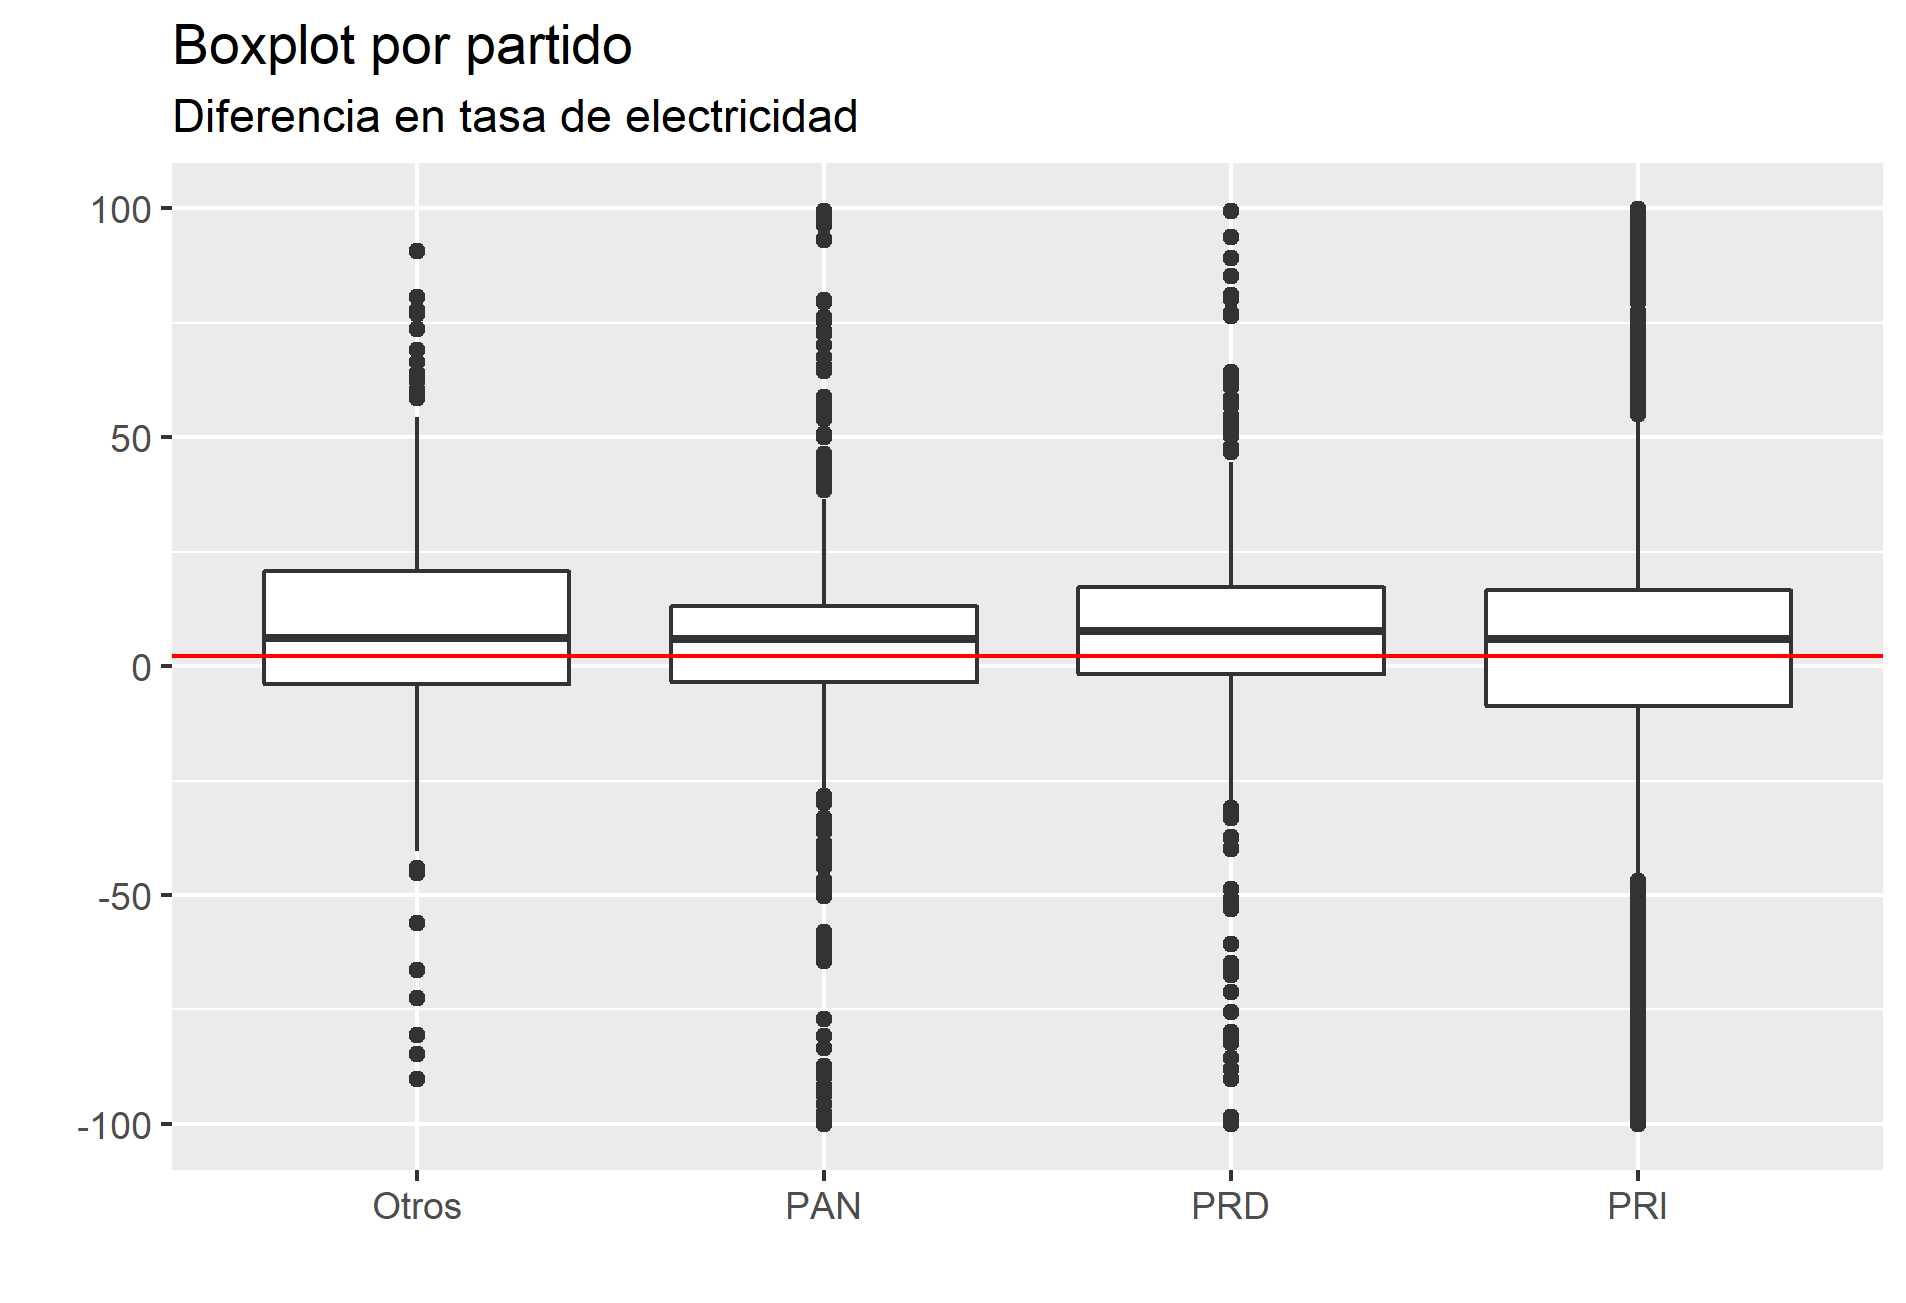 Boxplot por partido
Diferencia en tasa de electricidad
100
50
0
-50
-100
Otros PAN PRD PRI